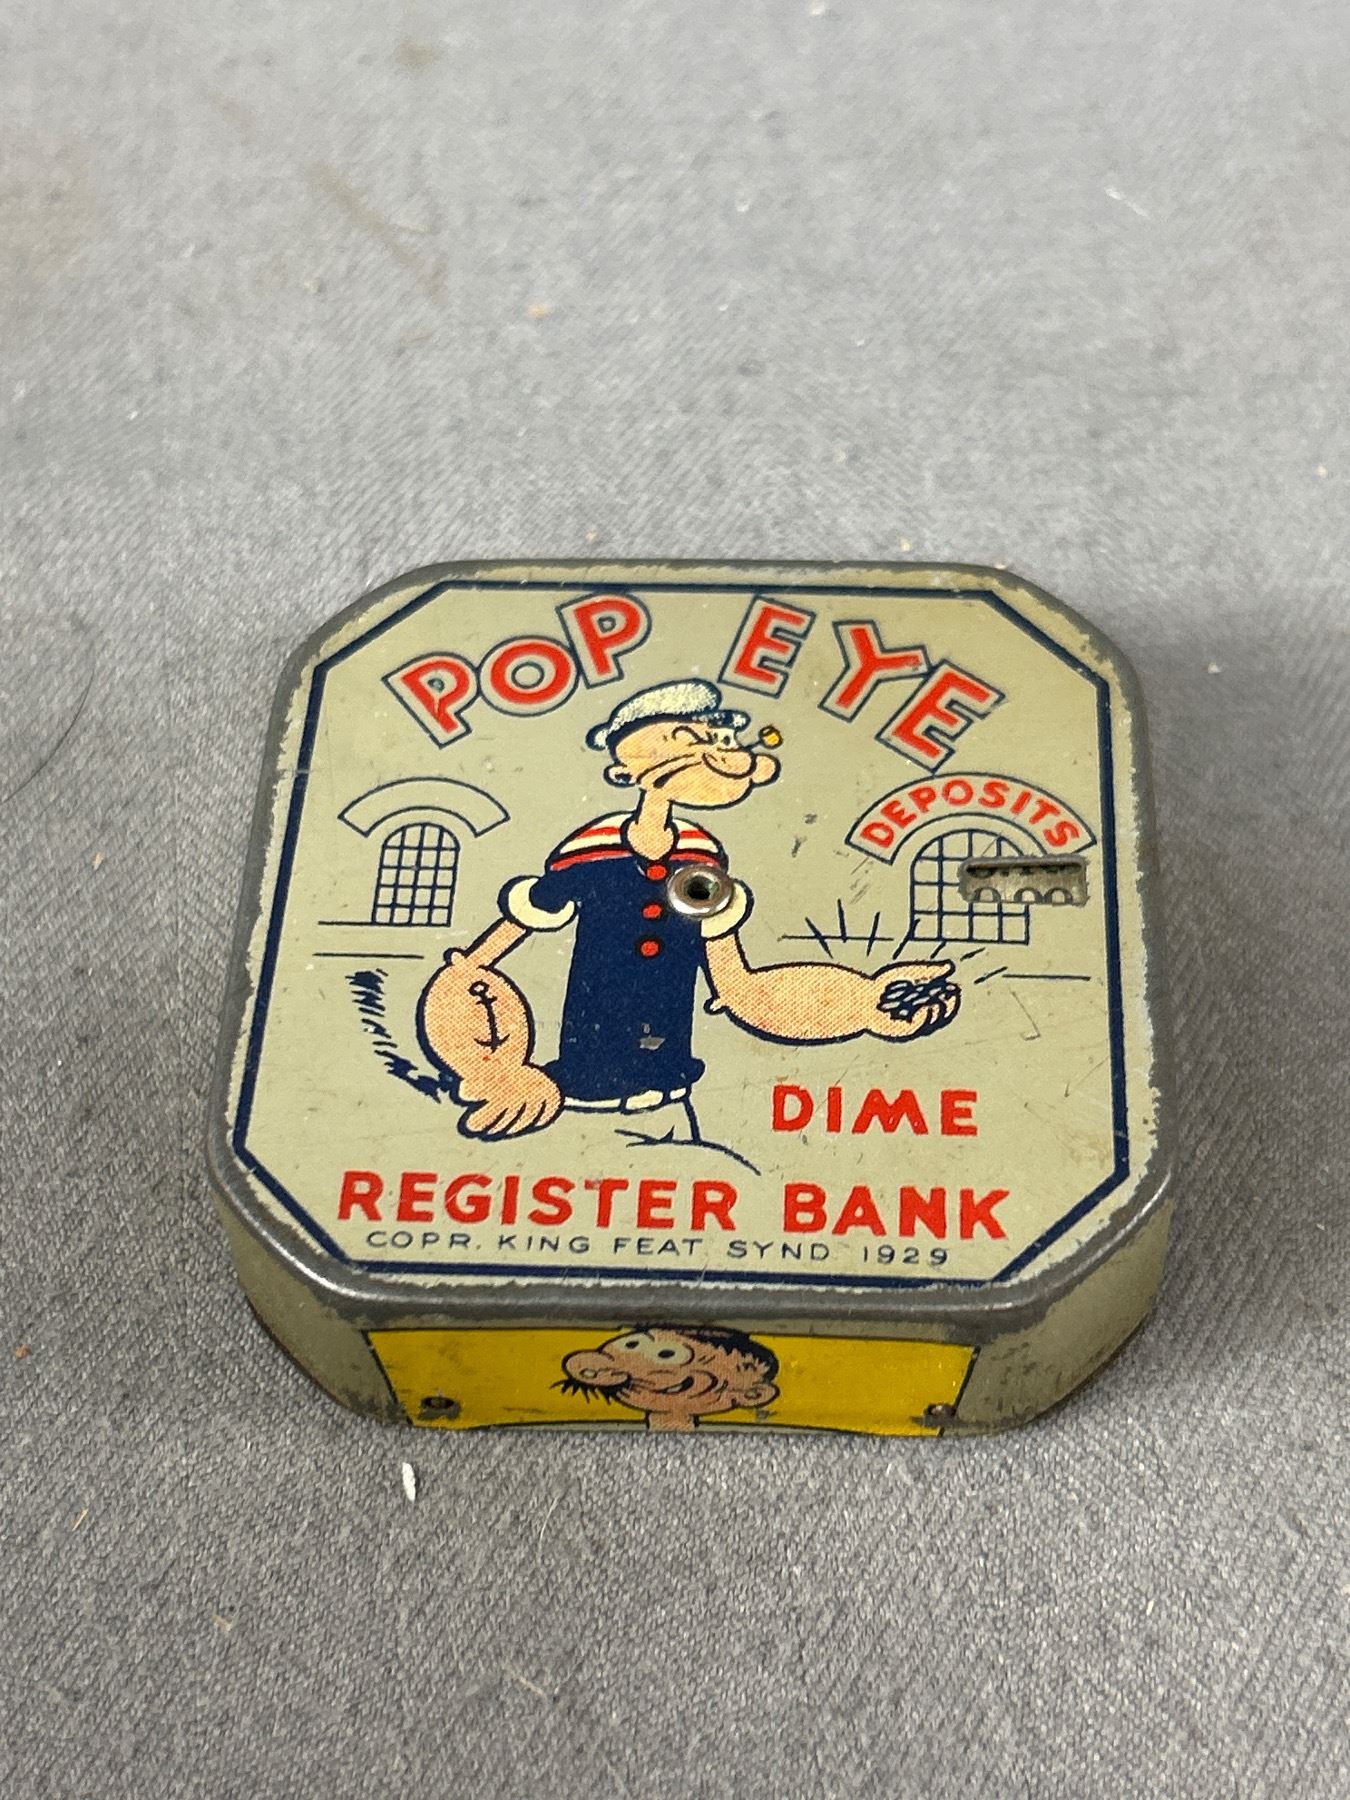 POP EYE
DEPOSITS
DIME
REGISTER BANK
COPR. KING FEAT SYND 1929